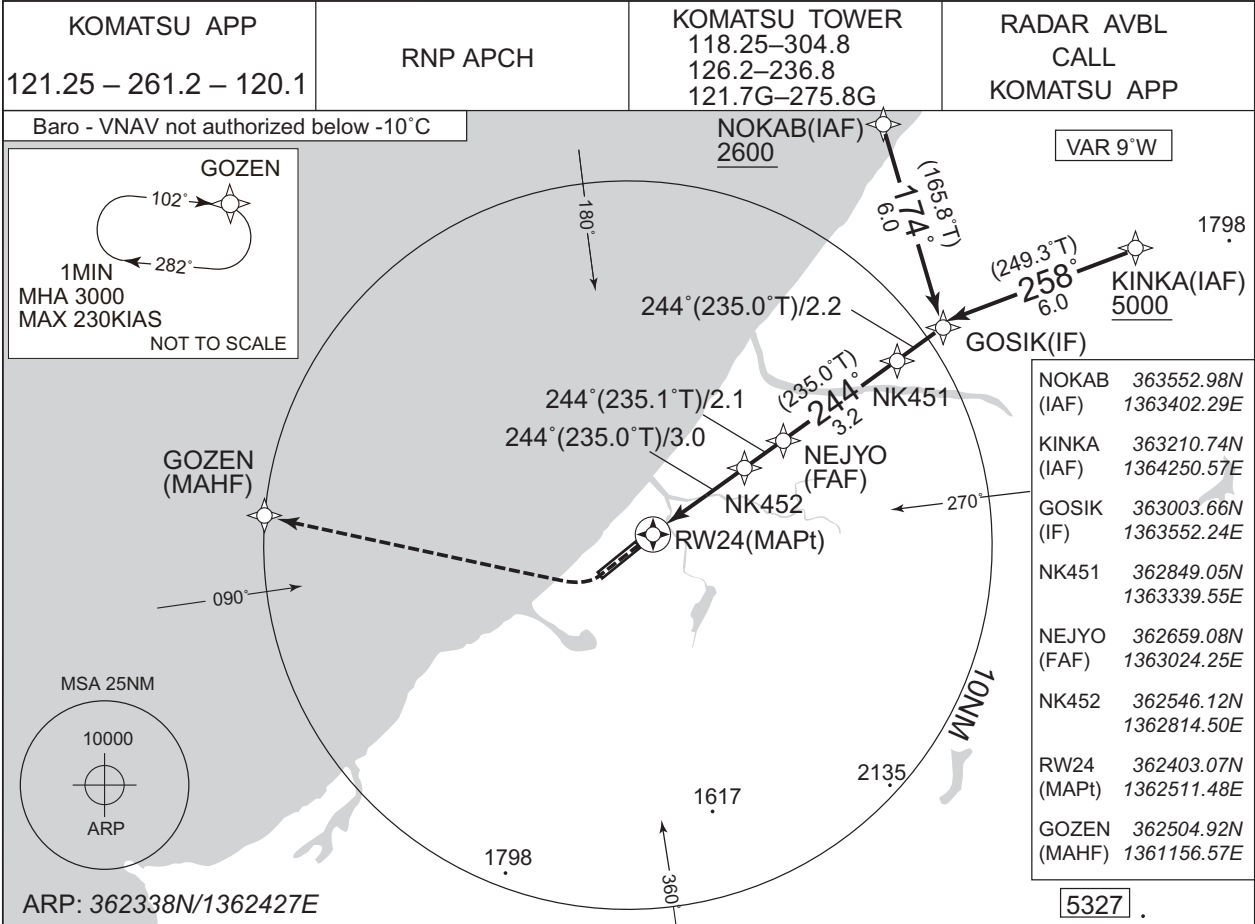 KOMATSU APP
121.25 – 261.2 – 120.1
RNP APCH
KOMATSU TOWER
118.25–304.8
126.2–236.8
121.7G–275.8G
RADAR AVBL
CALL
KOMATSU APP
Baro - VNAV not authorized below -10˚C
GOZEN
102˚
282˚
1MIN
MHA 3000
MAX 230KIAS
NOT TO SCALE
NOKAB(IAF)
2600
VAR 9˚W
180˚
(165.8˚T)
174˚
6.0
1798
(249.3˚T)
258˚
6.0
KINKA(IAF)
5000
244˚(235.0˚T)/2.2
GOSIK(IF)
NK451
(235.0˚T)
244˚
3.2
244˚(235.1˚T)/2.1
244˚(235.0˚T)/3.0
NEJYO
(FAF)
NK452
GOZEN
(MAHF)
270˚
RW24(MAPt)
090˚
10NM
MSA 25NM
10000
ARP
2135
1617
1798
360˚
NOKAB 363552.98N
(IAF) 1363402.29E
KINKA 363210.74N
(IAF) 1364250.57E
GOSIK 363003.66N
(IF) 1363552.24E
NK451 362849.05N
1363339.55E
NEJYO 362659.08N
(FAF) 1363024.25E
NK452 362546.12N
1362814.50E
RW24 362403.07N
(MAPt) 1362511.48E
GOZEN 362504.92N
(MAHF) 1361156.57E
ARP: 362338N/1362427E
5327